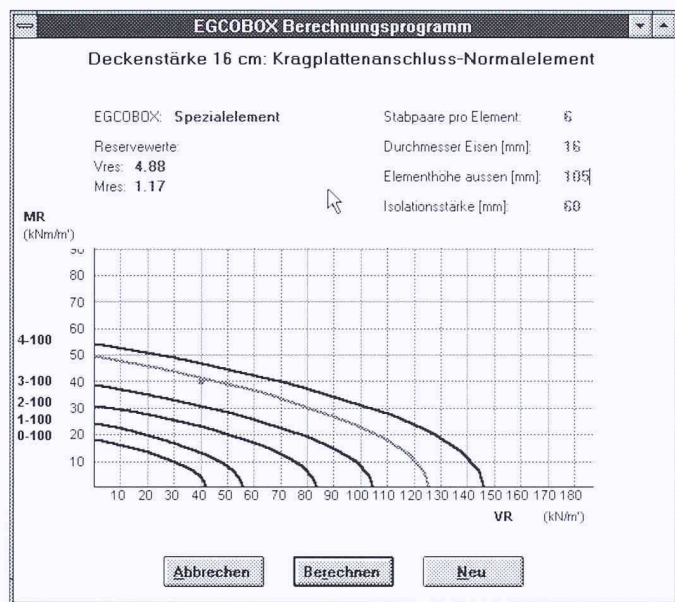 EGCOBOX Berechnungsprogramm
Deckenstärke 16 cm: Kragplattenanschluss-Normalelement
EGCOBOX: Spezialelement
Reservewerte:
Vres: 4.88
Mres: 1.17
Stabpaare pro Element: 6
Durchmesser Eisen [mm]: 16
Elementhöhe aussen [mm]: 105
Isolationsstärke [mm]: 60
MR
(kNm/m')
90
80
70
60
50
40
30
20
10
4-100
3-100
2-100
1-100
0-100
10 20 30 40 50 60 70 80 90 100 110 120 130 140 150 160 170 180
VR (kN/m')
Abbrechen Berechnen Neu